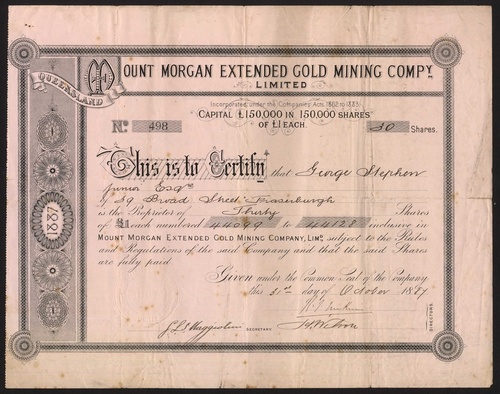 QUEENSLAND
MOUNT MORGAN EXTENDED GOLD MINING COMPY.
LIMITED
Incorporated under the Companies Acts 1862 to 1883.
CAPITAL £150,000 IN 150,000 SHARES
OF £1 EACH.
No. 498
30 Shares.
This is to Certify that George Stephen
Junior Esqre
of 39 Broad Street Fraserburgh
is the Proprietor of Thirty Shares
of £1 each numbered 44099 to 44128 inclusive in
MOUNT MORGAN EXTENDED GOLD MINING COMPANY, LIMD. subject to the Rules
and Regulations of the said Company and that the said Shares
are fully paid
Given under the Common Seal of the Company
this 31st day of October 1887
SECRETARY
DIRECTORS.
1887